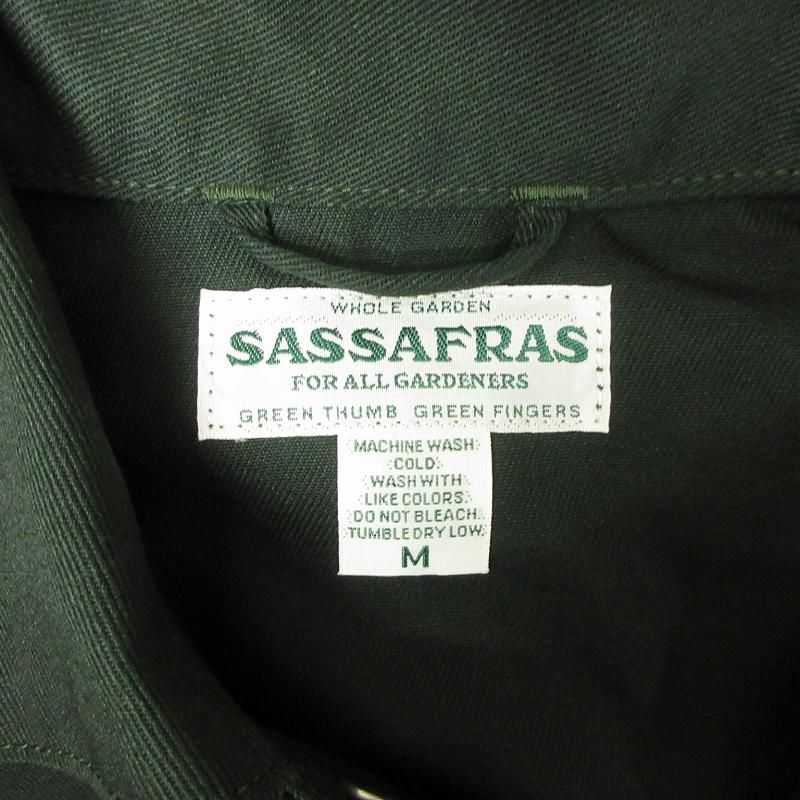 WHOLE GARDEN
SASSAFRAS
FOR ALL GARDENERS
GREEN THUMB GREEN FINGERS
MACHINE WASH
COLD.
WASH WITH
LIKE COLORS.
DO NOT BLEACH.
TUMBLE DRY LOW.
M